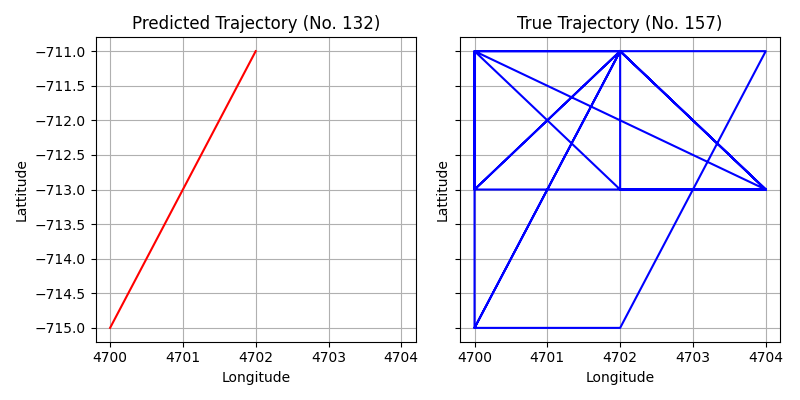 Predicted Trajectory (No. 132)
True Trajectory (No. 157)
−711.0
−711.5
−712.0
−712.5
−713.0
−713.5
−714.0
−714.5
−715.0
Lattitude
Lattitude
4700 4701 4702 4703 4704
4700 4701 4702 4703 4704
Longitude
Longitude